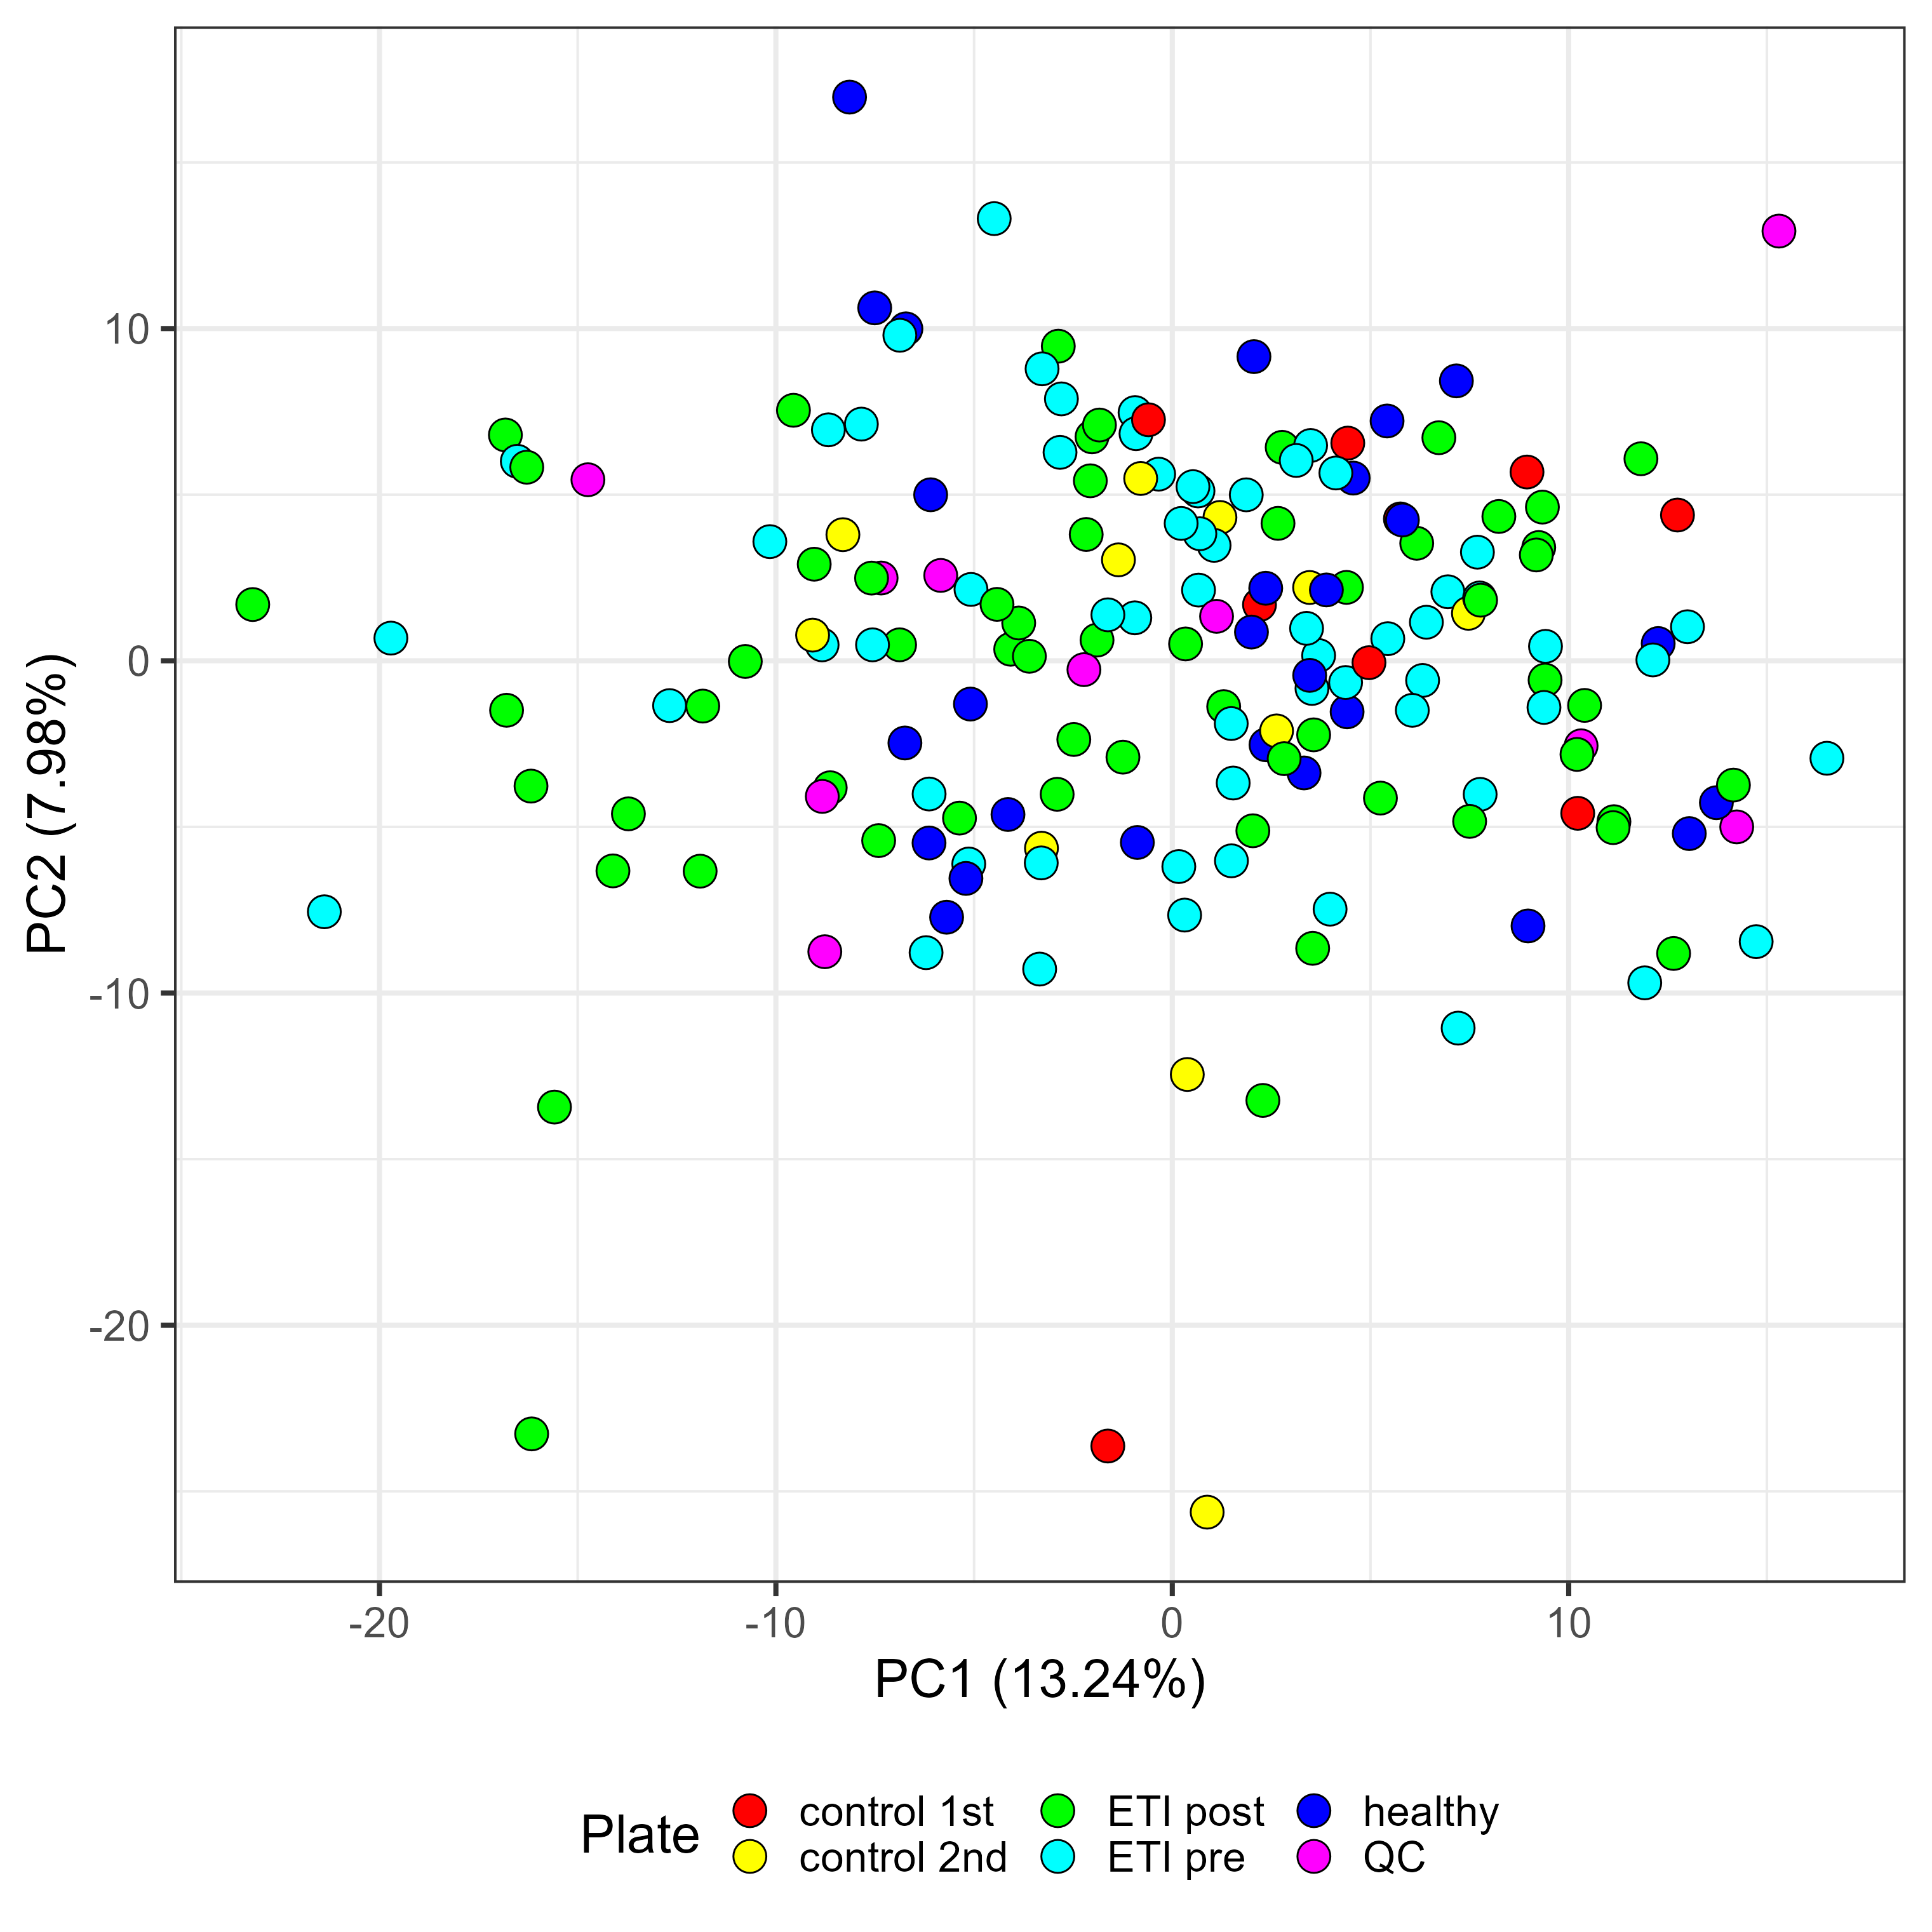 10
0
-10
-20
PC2 (7.98%)
-20 -10 0 10
PC1 (13.24%)
Plate
control 1st ETI post healthy
control 2nd ETI pre QC